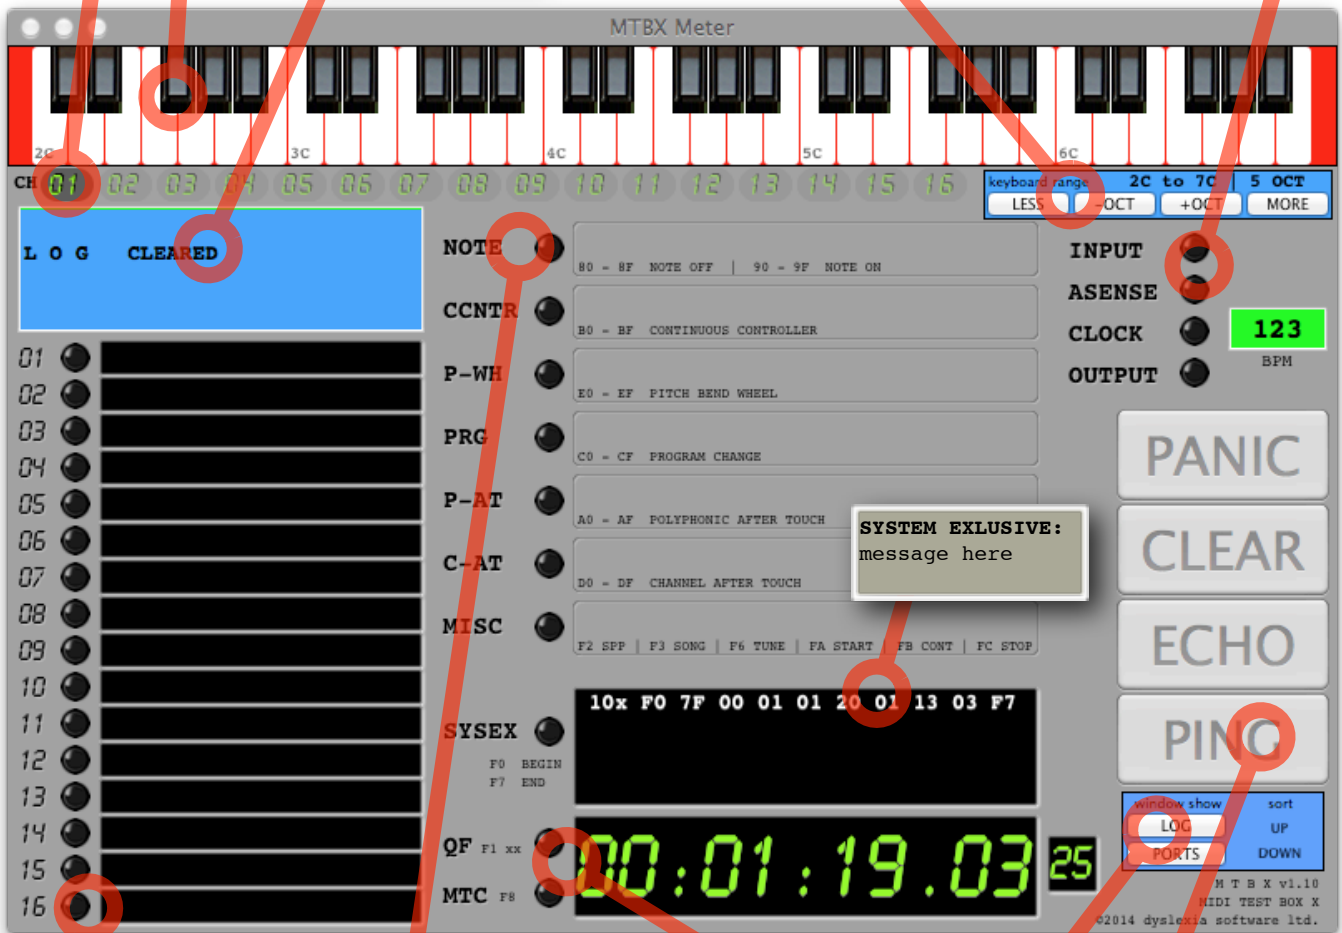 MTBX Meter
2C 3C 4C 5C 6C
CH 01 02 03 04 05 06 07 08 09 10 11 12 13 14 15 16
keyboard range 2C to 7C | 5 OCT
LESS -OCT +OCT MORE
L O G CLEARED
NOTE
80 - 8F NOTE OFF | 90 - 9F NOTE ON
CCNTR
B0 - BF CONTINUOUS CONTROLLER
P-WH
E0 - EF PITCH BEND WHEEL
PRG
C0 - CF PROGRAM CHANGE
P-AT
A0 - AF POLYPHONIC AFTER TOUCH
C-AT
D0 - DF CHANNEL AFTER TOUCH
MISC
F2 SPP | F3 SONG | F6 TUNE | FA START | FB CONT | FC STOP
SYSTEM EXLUSIVE:
message here
SYSEX
F0 BEGIN
F7 END
10x F0 7F 00 01 01 20 01 13 03 F7
QF F1 xx
MTC F8
00:01:19.03
25
INPUT
ASENSE
CLOCK
OUTPUT
123
BPM
PANIC
CLEAR
ECHO
PING
window show sort
LOG UP
PORTS DOWN
M T B X v1.10
MIDI TEST BOX X
©2014 dyslexia software ltd.
01
02
03
04
05
06
07
08
09
10
11
12
13
14
15
16